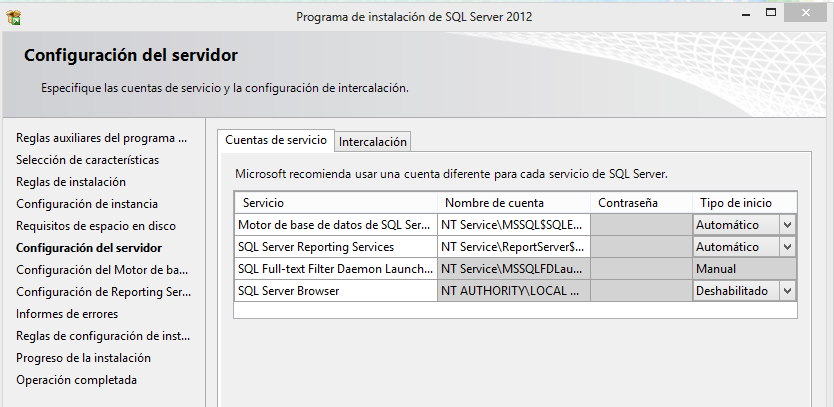 Programa de instalación de SQL Server 2012
Configuración del servidor
Especifique las cuentas de servicio y la configuración de intercalación.
Reglas auxiliares del programa ...
Selección de características
Reglas de instalación
Configuración de instancia
Requisitos de espacio en disco
Configuración del servidor
Configuración del Motor de ba...
Configuración de Reporting Ser...
Informes de errores
Reglas de configuración de inst...
Progreso de la instalación
Operación completada
Cuentas de servicio Intercalación
Microsoft recomienda usar una cuenta diferente para cada servicio de SQL Server.
Servicio Nombre de cuenta Contraseña Tipo de inicio
Motor de base de datos de SQL Ser... NT Service\MSSQL$SQLE... Automático
SQL Server Reporting Services NT Service\ReportServer$... Automático
SQL Full-text Filter Daemon Launch... NT Service\MSSQLFDLau... Manual
SQL Server Browser NT AUTHORITY\LOCAL ... Deshabilitado